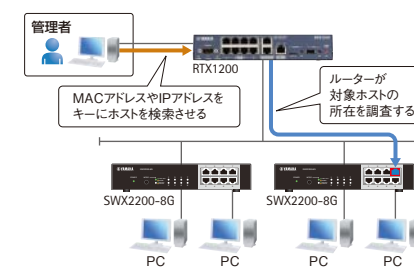 管理者
RTX1200
MACアドレスやIPアドレスを
キーにホストを検索させる
ルーターが
対象ホストの
所在を調査する
YAMAHA
YAMAHA
SWX2200-8G
SWX2200-8G
PC
PC
PC
PC